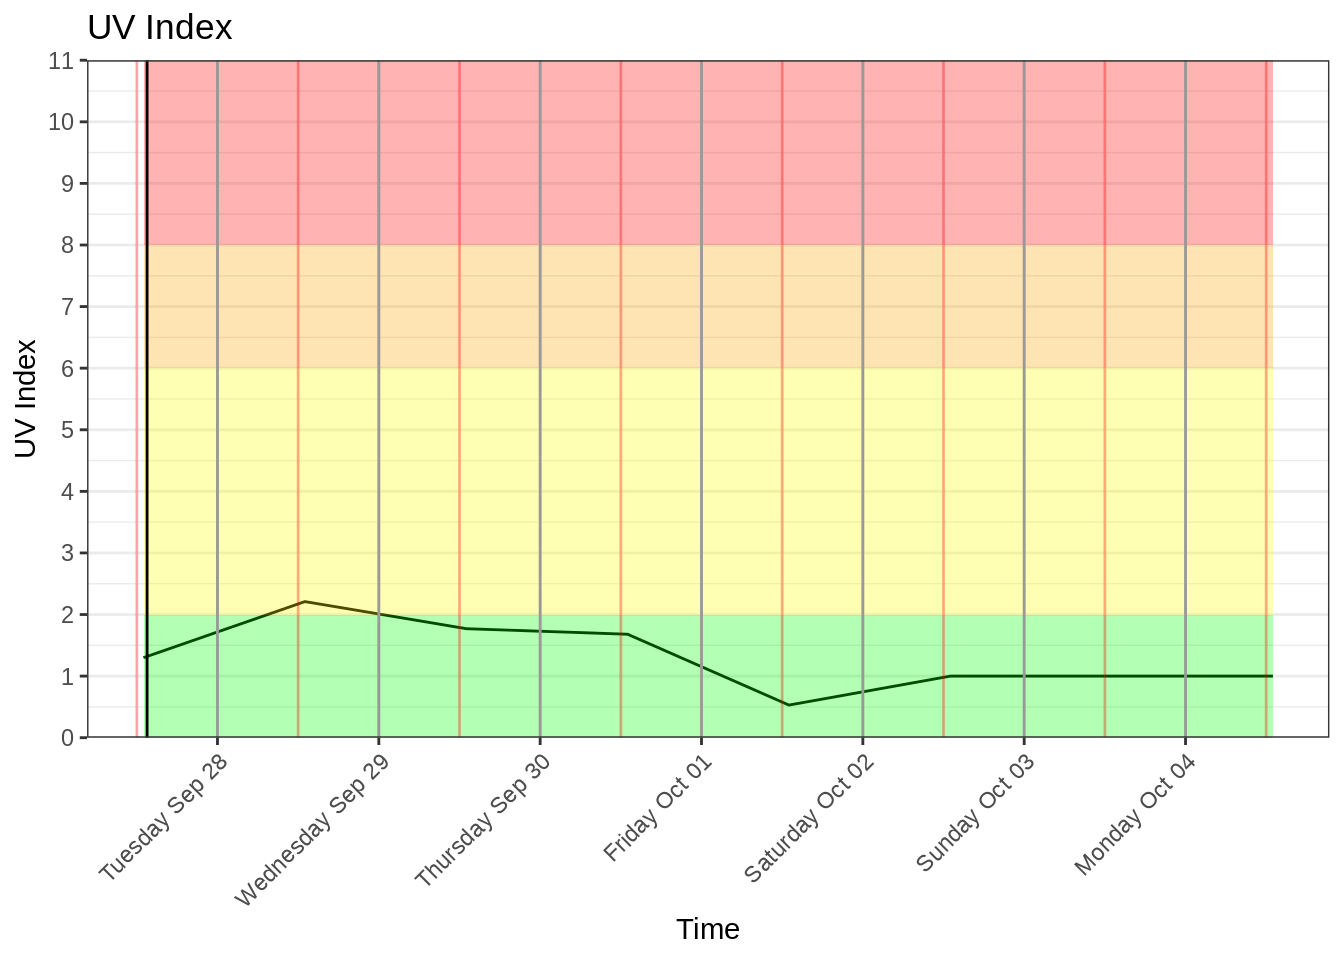 UV Index
11
10
9
8
7
6
5
4
3
2
1
0
UV Index
Tuesday Sep 28
Wednesday Sep 29
Thursday Sep 30
Friday Oct 01
Saturday Oct 02
Sunday Oct 03
Monday Oct 04
Time